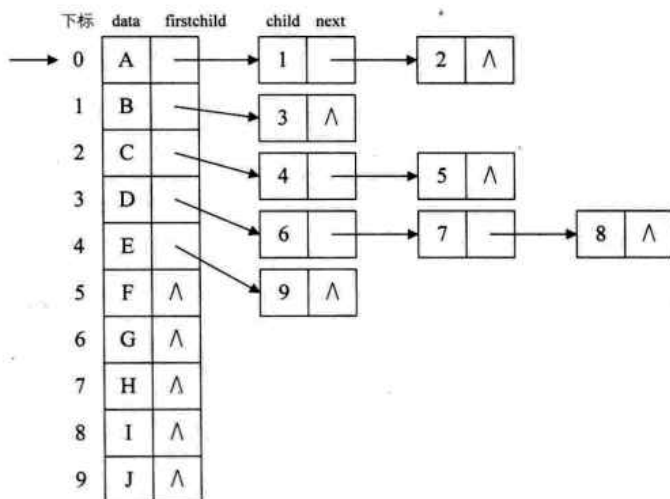 下标 data firstchild child next
0 A 1 2 Λ
1 B 3 Λ
2 C 4 5 Λ
3 D 6 7 8 Λ
4 E 9 Λ
5 F Λ
6 G Λ
7 H Λ
8 I Λ
9 J Λ